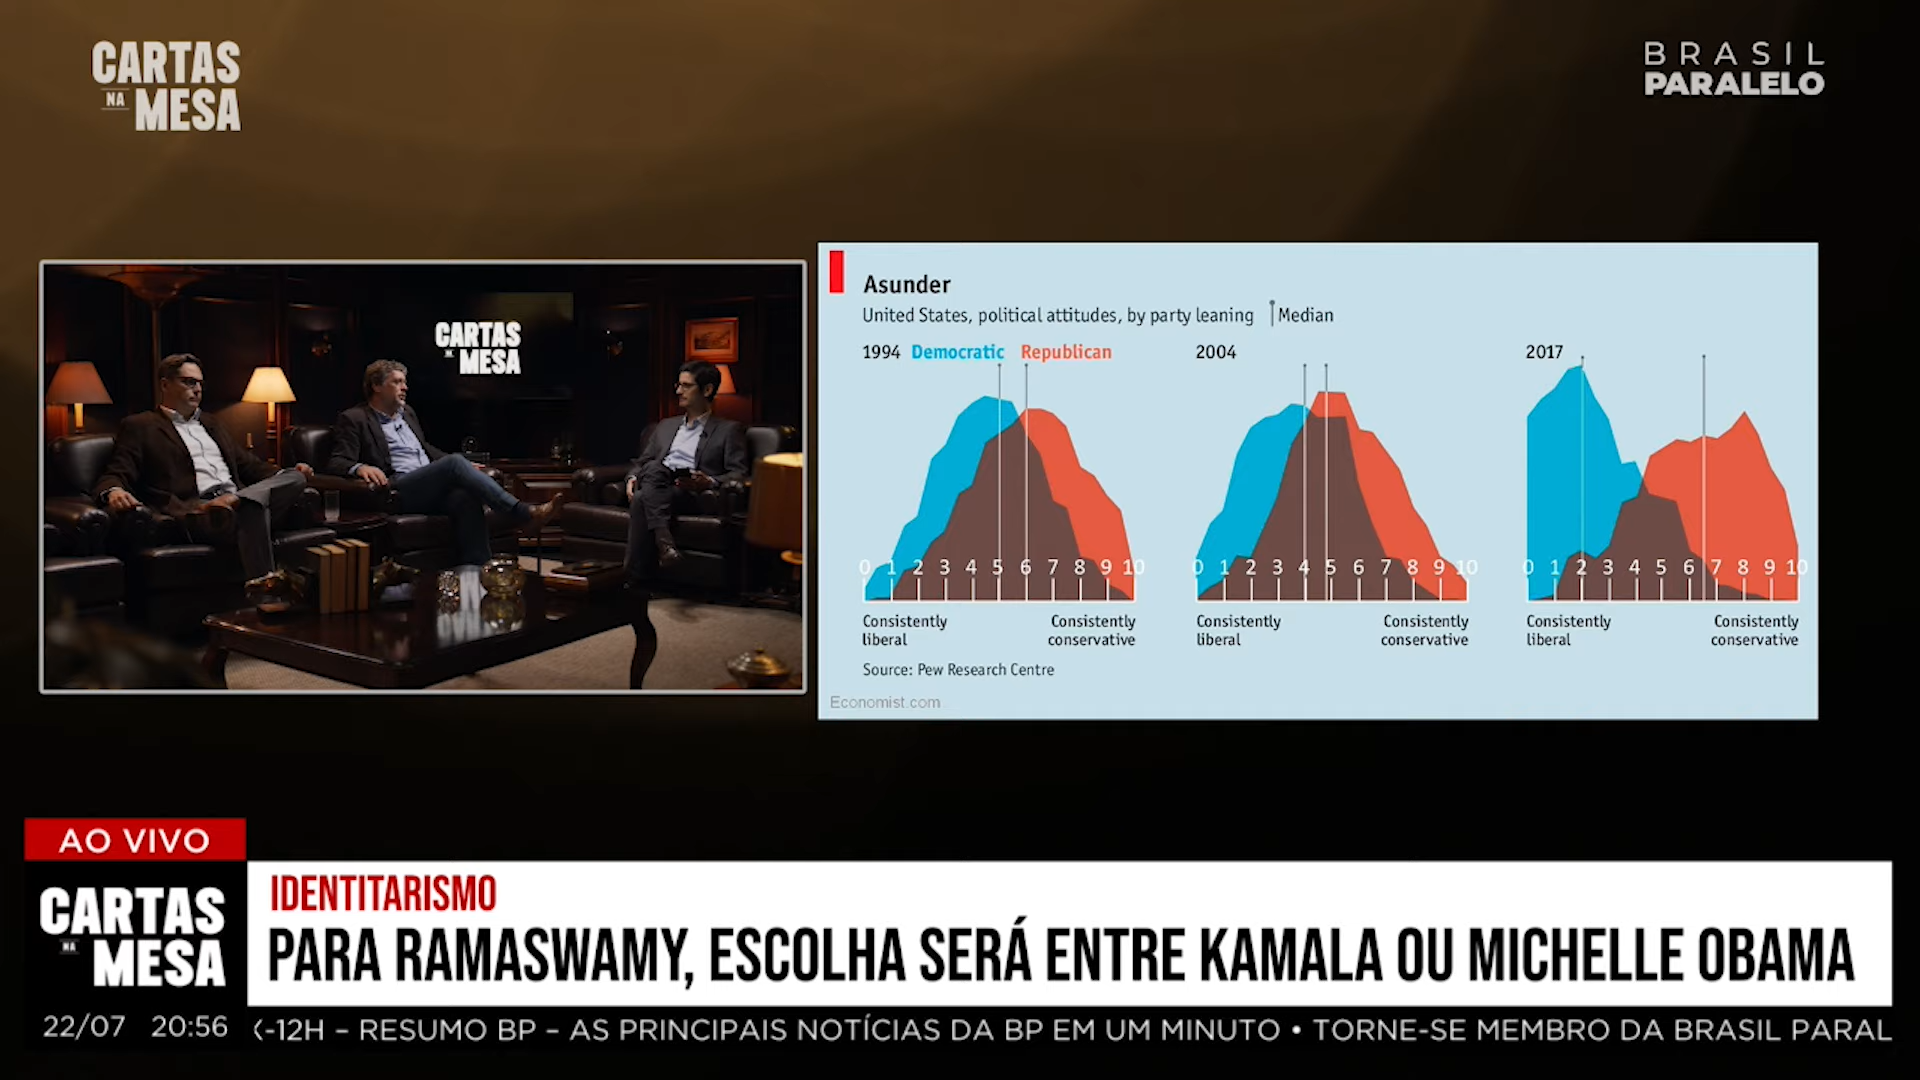 CARTAS
NA MESA
BRASIL
PARALELO
CARTAS
NA
MESA
Asunder
United States, political attitudes, by party leaning Median
1994 Democratic Republican
2004
2017
0 1 2 3 4 5 6 7 8 9 10
0 1 2 3 4 5 6 7 8 9 10
0 1 2 3 4 5 6 7 8 9 10
Consistently
liberal
Consistently
conservative
Consistently
liberal
Consistently
conservative
Consistently
liberal
Consistently
conservative
Source: Pew Research Centre
Economist.com
AO VIVO
CARTAS
NA
MESA
IDENTITARISMO
PARA RAMASWAMY, ESCOLHA SERÁ ENTRE KAMALA OU MICHELLE OBAMA
22/07 20:56
-12H – RESUMO BP – AS PRINCIPAIS NOTÍCIAS DA BP EM UM MINUTO • TORNE-SE MEMBRO DA BRASIL PARAL